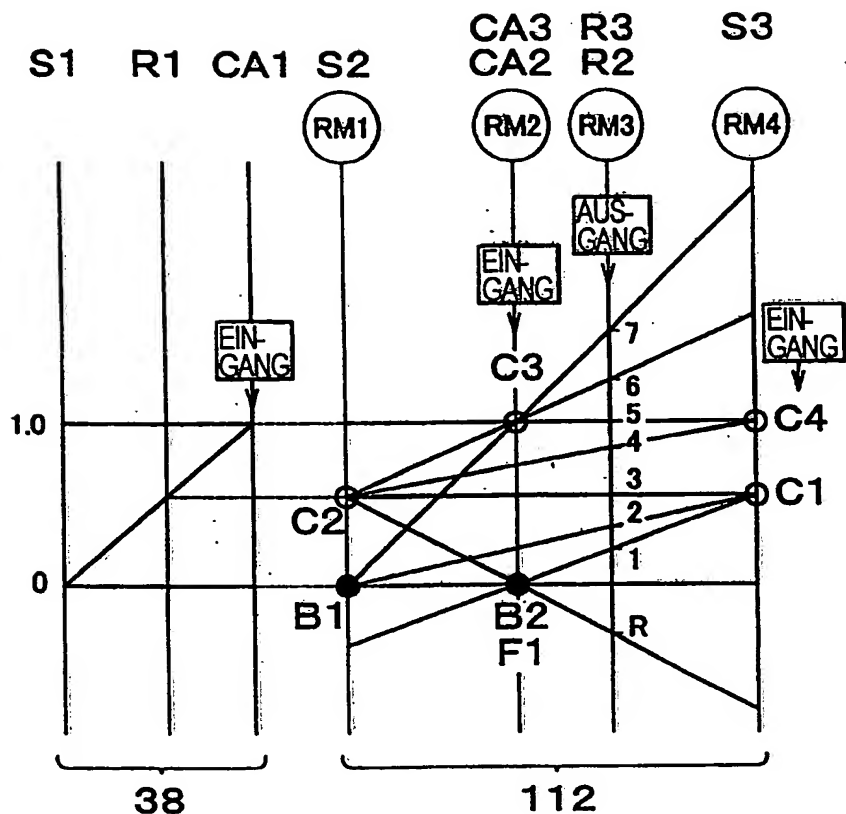 CA3 R3 S3
S1 R1 CA1 S2 CA2 R2
RM1 RM2 RM3 RM4
AUS-
GANG
EIN-
GANG
EIN-
GANG
EIN-
GANG
7
C3
6
1.0
5
C4
4
3
C2
C1
2
1
0
B1
B2
R
F1
38
112